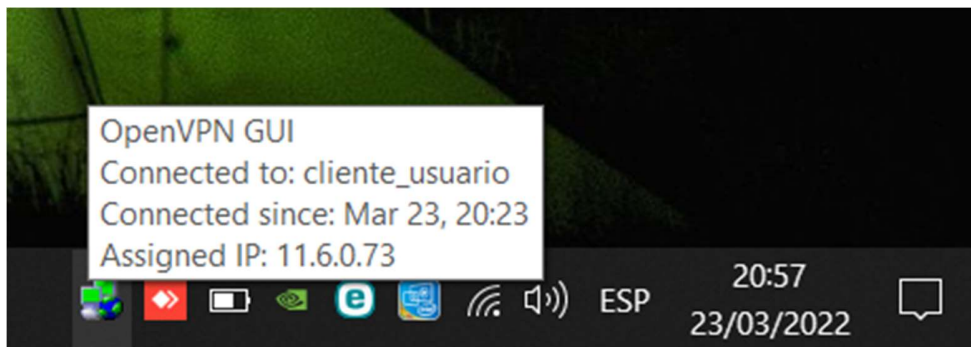 OpenVPN GUI
Connected to: cliente_usuario
Connected since: Mar 23, 20:23
Assigned IP: 11.6.0.73
e
ESP
20:57
23/03/2022